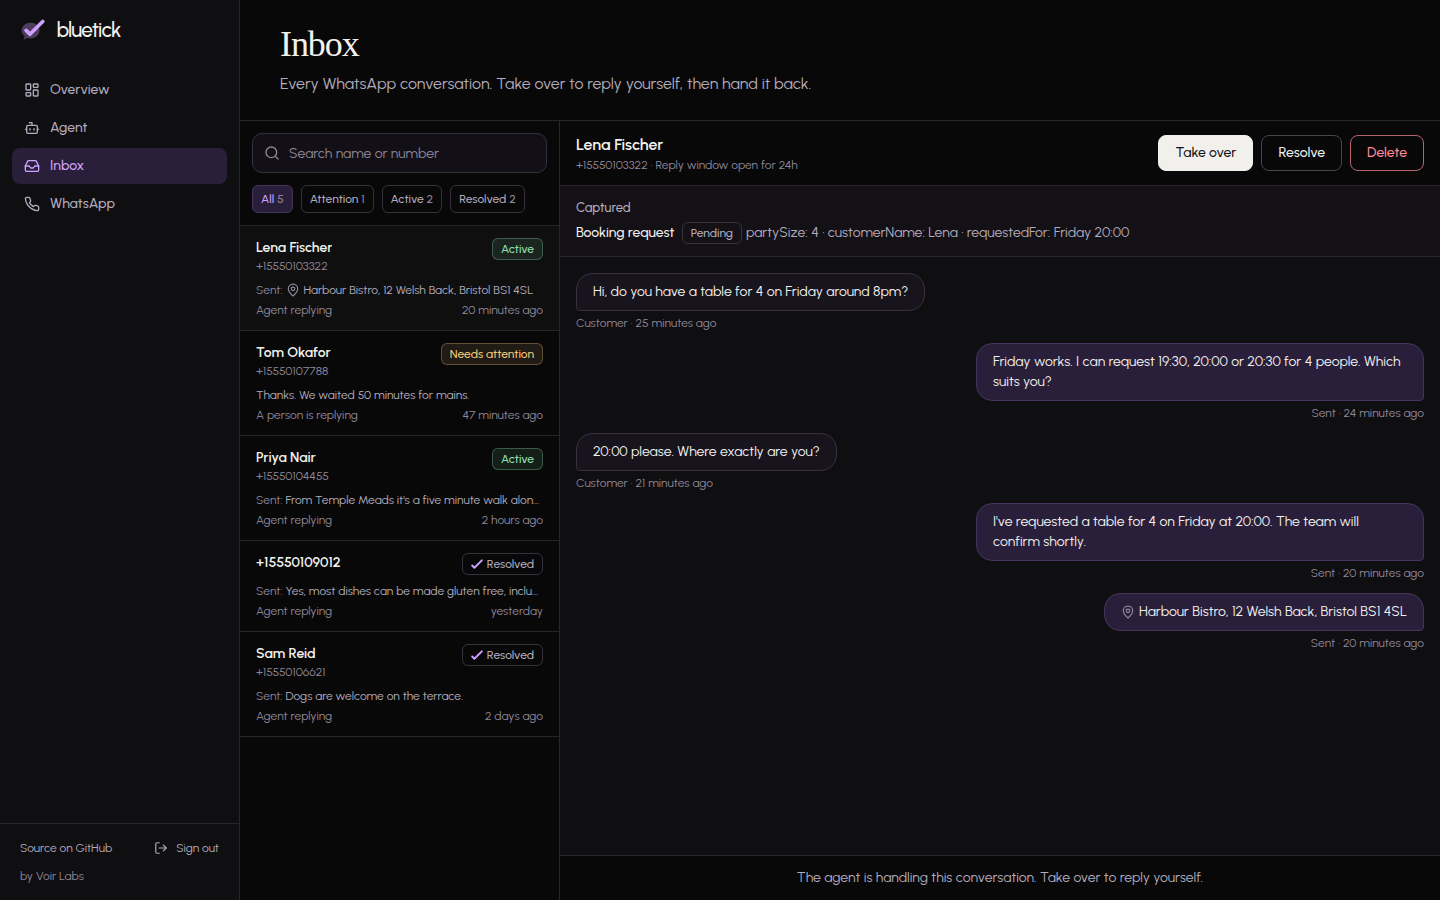 bluetick
Overview
Agent
Inbox
WhatsApp
Source on GitHub
Sign out
by Voir Labs
Inbox
Every WhatsApp conversation. Take over to reply yourself, then hand it back.
Search name or number
All 5
Attention 1
Active 2
Resolved 2
Lena Fischer
Active
+15550103322
Sent: Harbour Bistro, 12 Welsh Back, Bristol BS1 4SL
Agent replying
20 minutes ago
Tom Okafor
Needs attention
+15550107788
Thanks. We waited 50 minutes for mains.
A person is replying
47 minutes ago
Priya Nair
Active
+15550104455
Sent: From Temple Meads it's a five minute walk alon…
Agent replying
2 hours ago
+15550109012
Resolved
Sent: Yes, most dishes can be made gluten free, inclu…
Agent replying
yesterday
Sam Reid
Resolved
+15550106621
Sent: Dogs are welcome on the terrace.
Agent replying
2 days ago
Lena Fischer
+15550103322 · Reply window open for 24h
Take over
Resolve
Delete
Captured
Booking request Pending partySize: 4 · customerName: Lena · requestedFor: Friday 20:00
Hi, do you have a table for 4 on Friday around 8pm?
Customer · 25 minutes ago
Friday works. I can request 19:30, 20:00 or 20:30 for 4 people. Which
suits you?
Sent · 24 minutes ago
20:00 please. Where exactly are you?
Customer · 21 minutes ago
I've requested a table for 4 on Friday at 20:00. The team will
confirm shortly.
Sent · 20 minutes ago
Harbour Bistro, 12 Welsh Back, Bristol BS1 4SL
Sent · 20 minutes ago
The agent is handling this conversation. Take over to reply yourself.